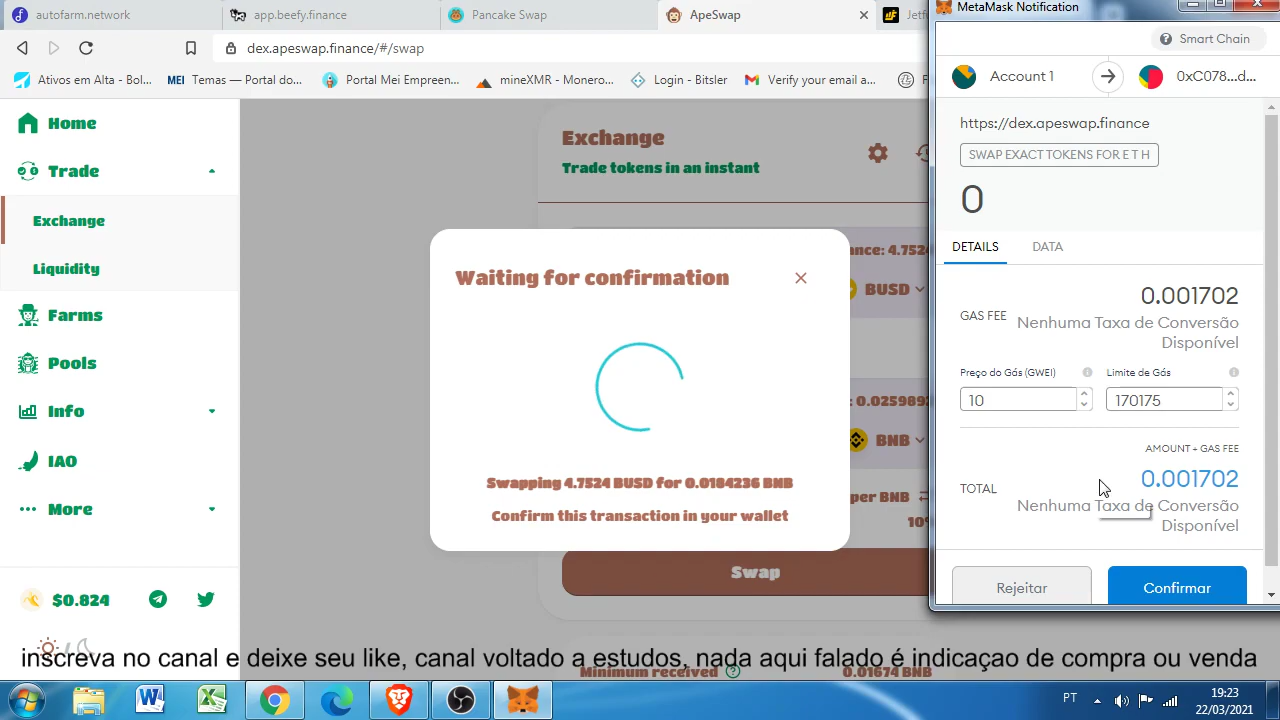 autofarm.network
app.beefy.finance
Pancake Swap
ApeSwap
MetaMask Notification
dex.apeswap.finance/#/swap
Ativos em Alta - Bol...
MEI Temas — Portal do...
Portal Mei Empreen...
mineXMR - Monero...
Login - Bitsler
Verify your email a...
Smart Chain
Account 1
0xC078...d...
Home
Trade
Exchange
Liquidity
Farms
Pools
Info
IAO
More
$0.824
Exchange
Trade tokens in an instant
BUSD
BNB
per BNB
Swap
Minimum received
0.01674 BNB
Waiting for confirmation
Swapping 4.7524 BUSD for 0.0184236 BNB
Confirm this transaction in your wallet
https://dex.apeswap.finance
SWAP EXACT TOKENS FOR E T H
0
DETAILS
DATA
GAS FEE
0.001702
Nenhuma Taxa de Conversão
Disponível
Preço do Gás (GWEI)
Limite de Gás
10
170175
AMOUNT + GAS FEE
TOTAL
0.001702
Nenhuma Taxa de Conversão
Disponível
Rejeitar
Confirmar
inscreva no canal e deixe seu like, canal voltado a estudos, nada aqui falado é indicaçao de compra ou venda
PT
19:23
22/03/2021